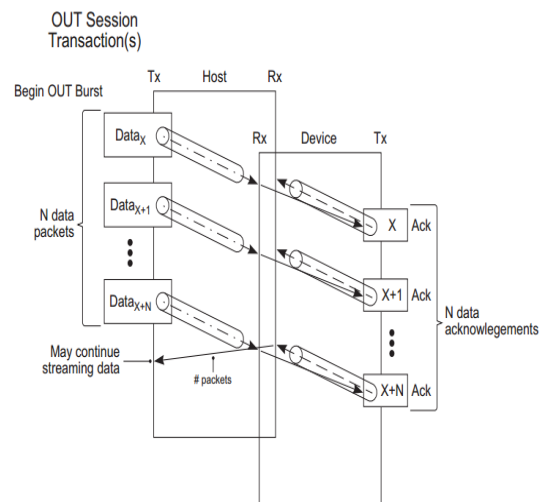 OUT Session
Transaction(s)
Tx Host Rx
Begin OUT Burst
Rx Device Tx
DataX
X Ack
N data
packets
DataX+1
X+1 Ack
N data
acknowlegements
DataX+N
May continue
streaming data
# packets
X+N Ack